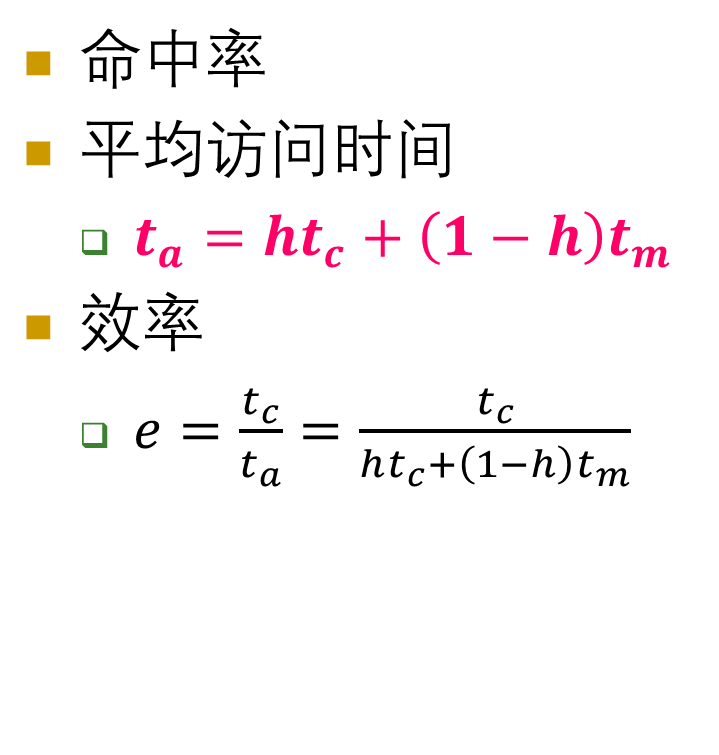 命中率
平均访问时间
t_a = ht_c + (1 − h)t_m
效率
e = t_c/t_a = t_c/(ht_c+(1−h)t_m)